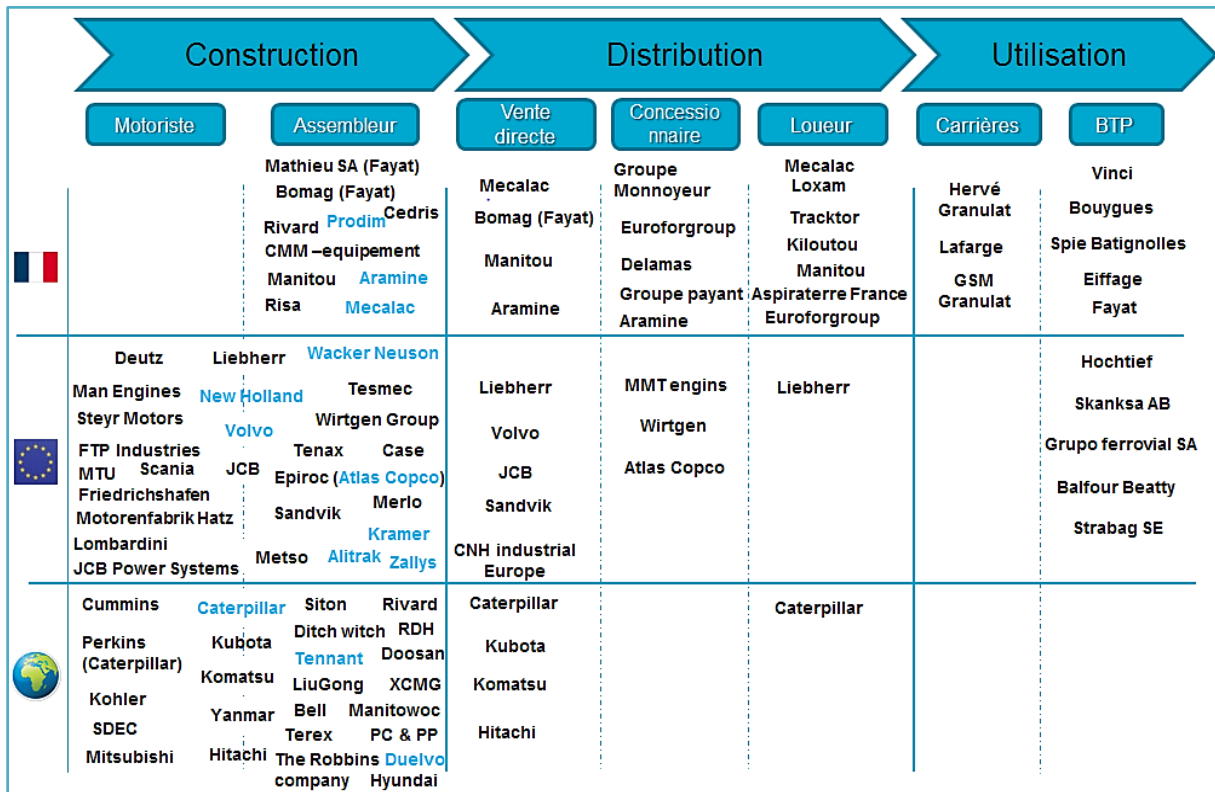 Construction
Distribution
Utilisation
Motoriste
Assembleur
Vente
directe
Concessio
nnaire
Loueur
Carrières
BTP
Mathieu SA (Fayat)
Bomag (Fayat)
Rivard Prodim Cedris
CMM –equipement
Manitou Aramine
Risa Mecalac
Mecalac
Bomag (Fayat)
Manitou
Aramine
Groupe
Monnoyeur
Euroforgroup
Delamas
Groupe payant
Aramine
Mecalac
Loxam
Tracktor
Kiloutou
Manitou
Aspiraterre France
Euroforgroup
Hervé
Granulat
Lafarge
GSM
Granulat
Vinci
Bouygues
Spie Batignolles
Eiffage
Fayat
Deutz Liebherr Wacker Neuson
Man Engines New Holland Tesmec
Steyr Motors Wirtgen Group
Volvo
FTP Industries Tenax Case
MTU Scania JCB Epiroc (Atlas Copco)
Friedrichshafen Merlo
Motorenfabrik Hatz Sandvik
Kramer
Lombardini
Metso Alitrak Zallys
JCB Power Systems
Liebherr
Volvo
JCB
Sandvik
CNH industrial
Europe
MMT engins
Wirtgen
Atlas Copco
Liebherr
Hochtief
Skanksa AB
Grupo ferrovial SA
Balfour Beatty
Strabag SE
Cummins Caterpillar Siton Rivard
Ditch witch RDH
Perkins
(Caterpillar)
Kubota
Tennant Doosan
Komatsu LiuGong XCMG
Kohler
Yanmar Bell Manitowoc
SDEC
Terex PC & PP
Mitsubishi Hitachi The Robbins Duelvo
company Hyundai
Caterpillar
Kubota
Komatsu
Hitachi
Caterpillar